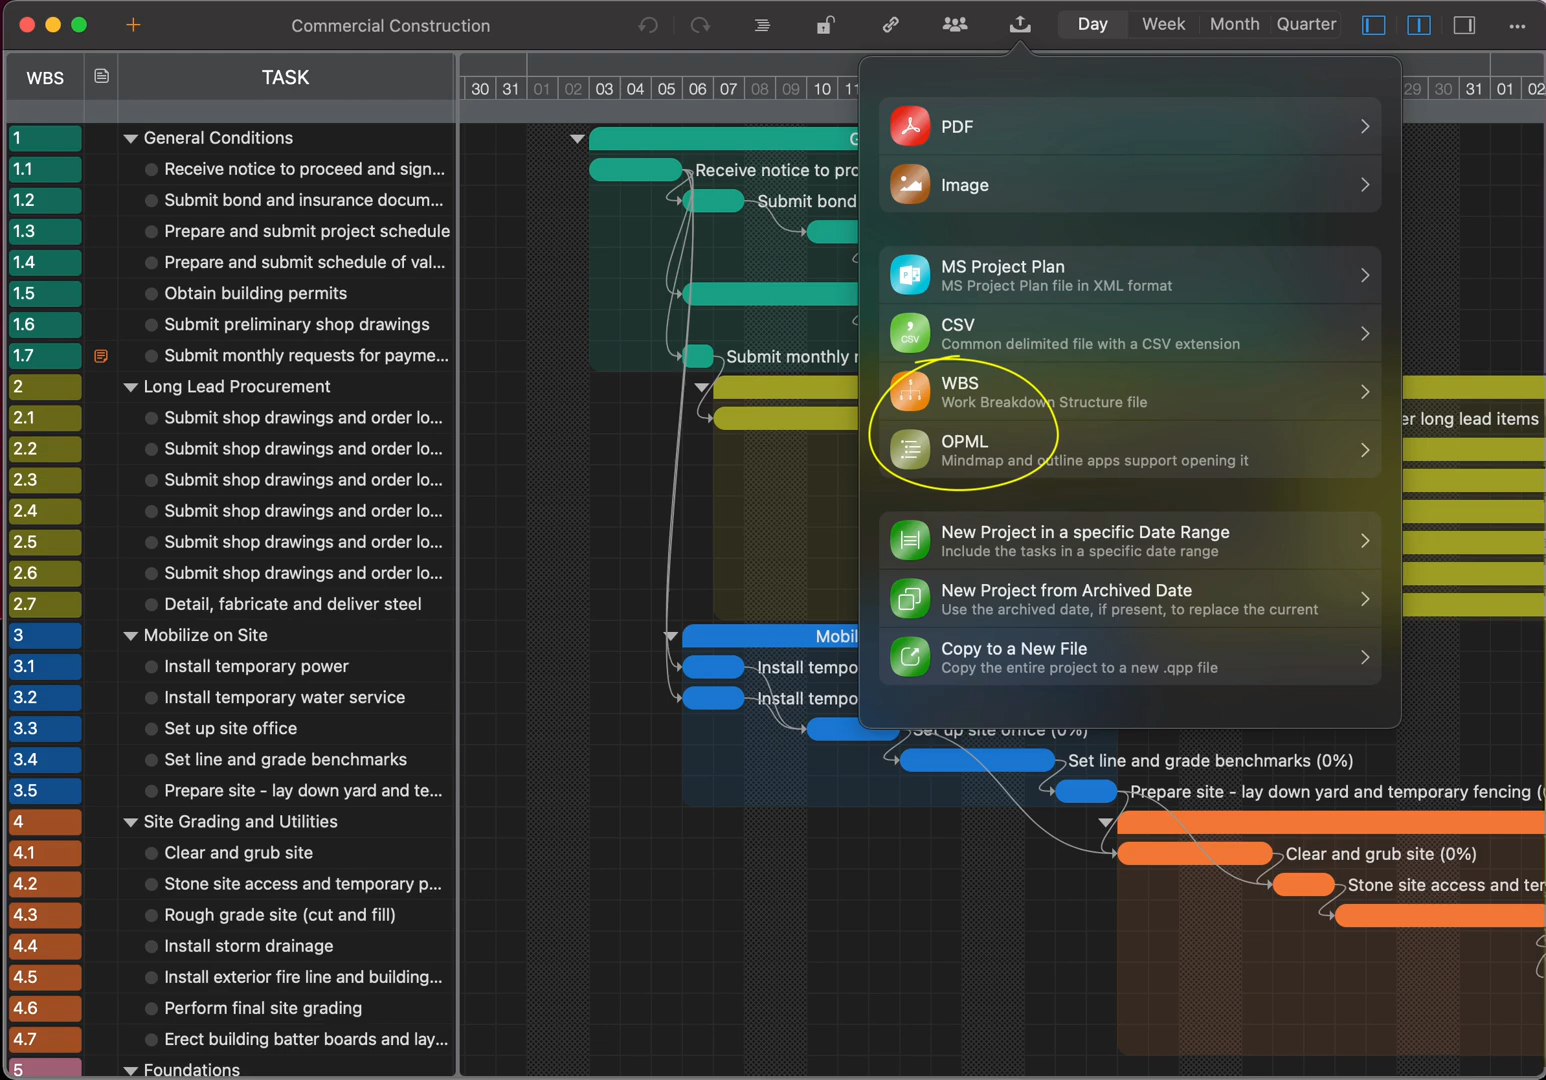 Commercial Construction
Day
Week
Month
Quarter
WBS
TASK
30 31 01 02 03 04 05 06 07 08 09 10 11
29 30 31 01 02
1 General Conditions
1.1 Receive notice to proceed and sign...
1.2 Submit bond and insurance docum...
1.3 Prepare and submit project schedule
1.4 Prepare and submit schedule of val...
1.5 Obtain building permits
1.6 Submit preliminary shop drawings
1.7 Submit monthly requests for payme...
2 Long Lead Procurement
2.1 Submit shop drawings and order lo...
2.2 Submit shop drawings and order lo...
2.3 Submit shop drawings and order lo...
2.4 Submit shop drawings and order lo...
2.5 Submit shop drawings and order lo...
2.6 Submit shop drawings and order lo...
2.7 Detail, fabricate and deliver steel
3 Mobilize on Site
3.1 Install temporary power
3.2 Install temporary water service
3.3 Set up site office
3.4 Set line and grade benchmarks
3.5 Prepare site - lay down yard and te...
4 Site Grading and Utilities
4.1 Clear and grub site
4.2 Stone site access and temporary p...
4.3 Rough grade site (cut and fill)
4.4 Install storm drainage
4.5 Install exterior fire line and building...
4.6 Perform final site grading
4.7 Erect building batter boards and lay...
5 Foundations
G
Receive notice to pro
Submit bond
Submit monthly r
er long lead items
Mobil
Install tempo
Install tempo
Set up site office (0%)
Set line and grade benchmarks (0%)
Prepare site - lay down yard and temporary fencing (
Clear and grub site (0%)
Stone site access and ter
PDF
Image
MS Project Plan
MS Project Plan file in XML format
CSV
CSV
Common delimited file with a CSV extension
WBS
Work Breakdown Structure file
OPML
Mindmap and outline apps support opening it
New Project in a specific Date Range
Include the tasks in a specific date range
New Project from Archived Date
Use the archived date, if present, to replace the current
Copy to a New File
Copy the entire project to a new .qpp file